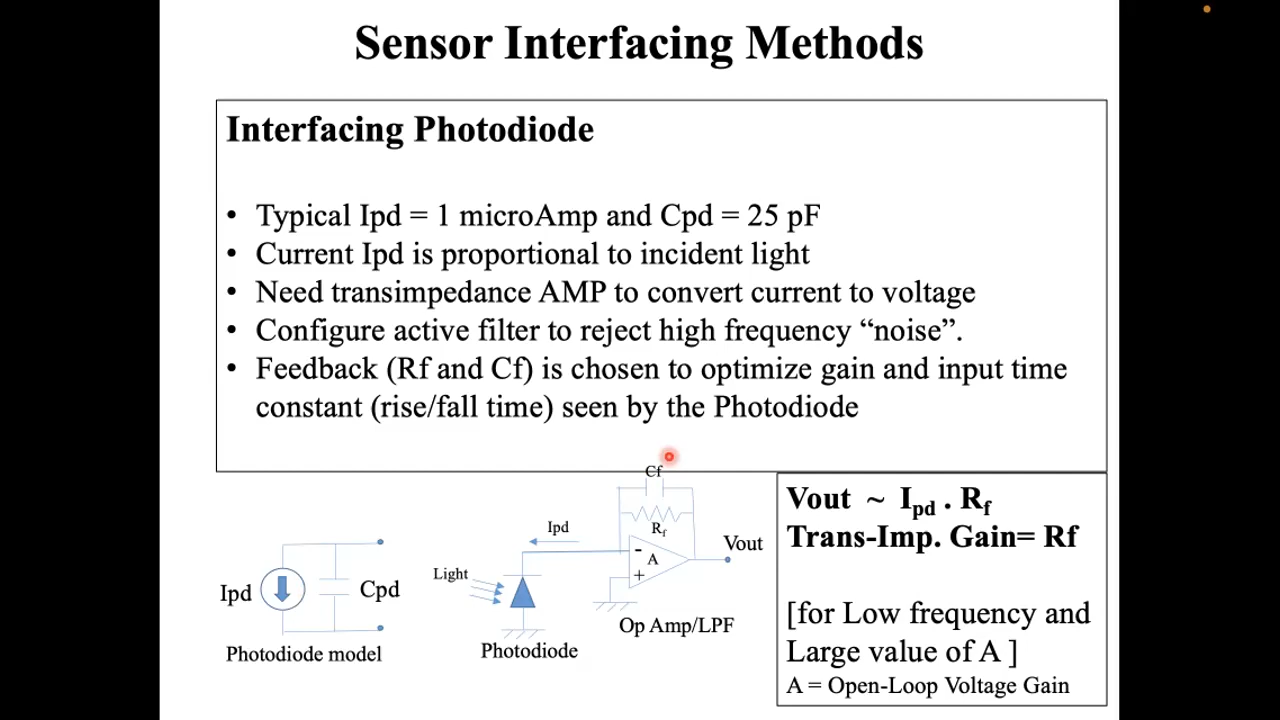 Sensor Interfacing Methods
Interfacing Photodiode
• Typical Ipd = 1 microAmp and Cpd = 25 pF
• Current Ipd is proportional to incident light
• Need transimpedance AMP to convert current to voltage
• Configure active filter to reject high frequency “noise”.
• Feedback (Rf and Cf) is chosen to optimize gain and input time
constant (rise/fall time) seen by the Photodiode
Ipd
Cpd
Photodiode model
Light
Ipd
Photodiode
Cf
Rf
-
A
+
Vout
Op Amp/LPF
Vout ~ Ipd . Rf
Trans-Imp. Gain= Rf
[for Low frequency and
Large value of A ]
A = Open-Loop Voltage Gain